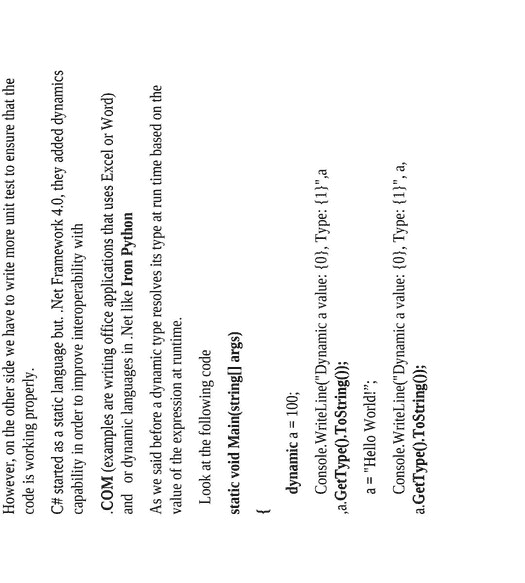 However, on the other side we have to write more unit test to ensure that the
code is working properly.
C# started as a static language but. .Net Framework 4.0, they added dynamics
capability in order to improve interoperability with
.COM (examples are writing office applications that uses Excel or Word)
and or dynamic languages in .Net like Iron Python
As we said before a dynamic type resolves its type at run time based on the
value of the expression at runtime.
Look at the following code
static void Main(string[] args)
{
dynamic a = 100;
Console.WriteLine("Dynamic a value: {0}, Type: {1}",a
,a.GetType().ToString());
a = "Hello World!”;
Console.WriteLine("Dynamic a value: {0}, Type: {1}", a,
a.GetType().ToString());